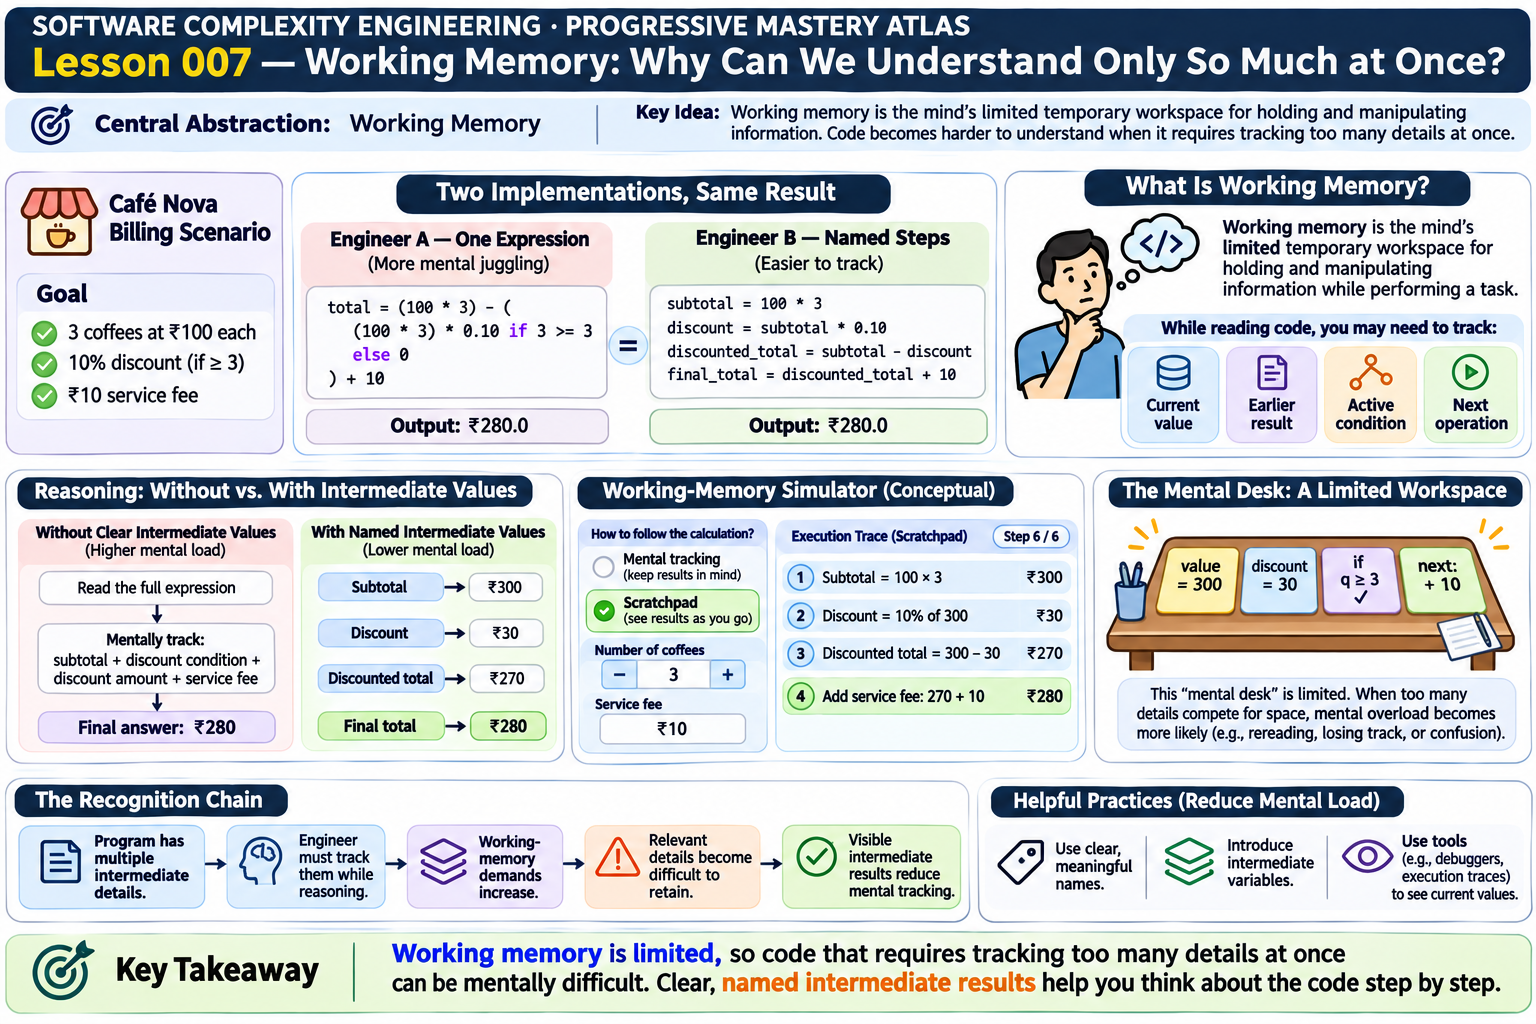 SOFTWARE COMPLEXITY ENGINEERING · PROGRESSIVE MASTERY ATLAS
Lesson 007 — Working Memory: Why Can We Understand Only So Much at Once?
Central Abstraction: Working Memory
Key Idea: Working memory is the mind's limited temporary workspace for holding and manipulating
information. Code becomes harder to understand when it requires tracking too many details at once.
Café Nova
Billing Scenario
Goal
3 coffees at ₹100 each
10% discount (if ≥ 3)
₹10 service fee
Two Implementations, Same Result
Engineer A — One Expression
(More mental juggling)
total = (100 * 3) – (
(100 * 3) * 0.10 if 3 >= 3
else 0
) + 10
Output: ₹280.0
=
Engineer B — Named Steps
(Easier to track)
subtotal = 100 * 3
discount = subtotal * 0.10
discounted_total = subtotal – discount
final_total = discounted_total + 10
Output: ₹280.0
What Is Working Memory?
</>
Working memory is the mind's
limited temporary workspace for
holding and manipulating
information while performing a task.
While reading code, you may need to track:
Current
value
Earlier
result
Active
condition
Next
operation
Reasoning: Without vs. With Intermediate Values
Without Clear Intermediate Values
(Higher mental load)
Read the full expression
Mentally track:
subtotal + discount condition +
discount amount + service fee
Final answer: ₹280
With Named Intermediate Values
(Lower mental load)
Subtotal ₹300
Discount ₹30
Discounted total ₹270
Final total ₹280
Working-Memory Simulator (Conceptual)
How to follow the calculation?
Mental tracking
(keep results in mind)
Scratchpad
(see results as you go)
Number of coffees
− 3 +
Service fee
₹10
Execution Trace (Scratchpad) Step 6 / 6
1 Subtotal = 100 × 3 ₹300
2 Discount = 10% of 300 ₹30
3 Discounted total = 300 – 30 ₹270
4 Add service fee: 270 + 10 ₹280
The Mental Desk: A Limited Workspace
value
= 300
discount
= 30
if
q ≥ 3
✓
next:
+ 10
This “mental desk” is limited. When too many
details compete for space, mental overload becomes
more likely (e.g., rereading, losing track, or confusion).
The Recognition Chain
Program has
multiple
intermediate
details.
Engineer
must track
them while
reasoning.
Working-
memory
demands
increase.
Relevant
details become
difficult to
retain.
Visible
intermediate
results reduce
mental tracking.
Helpful Practices (Reduce Mental Load)
Use clear,
meaningful
names.
Introduce
intermediate
variables.
Use tools
(e.g., debuggers,
execution traces)
to see current values.
Key Takeaway
Working memory is limited, so code that requires tracking too many details at once
can be mentally difficult. Clear, named intermediate results help you think about the code step by step.